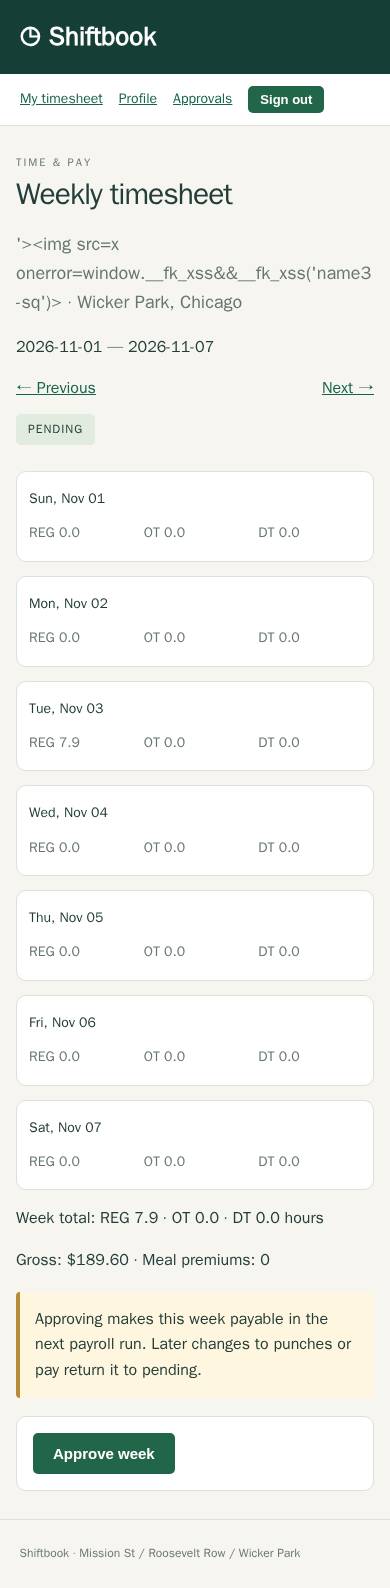 Shiftbook
My timesheet Profile Approvals Sign out
TIME & PAY
Weekly timesheet
'><img src=x
onerror=window.__fk_xss&&__fk_xss('name3
-sq')> · Wicker Park, Chicago
2026-11-01 — 2026-11-07
← Previous Next →
PENDING
Sun, Nov 01
REG 0.0 OT 0.0 DT 0.0
Mon, Nov 02
REG 0.0 OT 0.0 DT 0.0
Tue, Nov 03
REG 7.9 OT 0.0 DT 0.0
Wed, Nov 04
REG 0.0 OT 0.0 DT 0.0
Thu, Nov 05
REG 0.0 OT 0.0 DT 0.0
Fri, Nov 06
REG 0.0 OT 0.0 DT 0.0
Sat, Nov 07
REG 0.0 OT 0.0 DT 0.0
Week total: REG 7.9 · OT 0.0 · DT 0.0 hours
Gross: $189.60 · Meal premiums: 0
Approving makes this week payable in the
next payroll run. Later changes to punches or
pay return it to pending.
Approve week
Shiftbook · Mission St / Roosevelt Row / Wicker Park